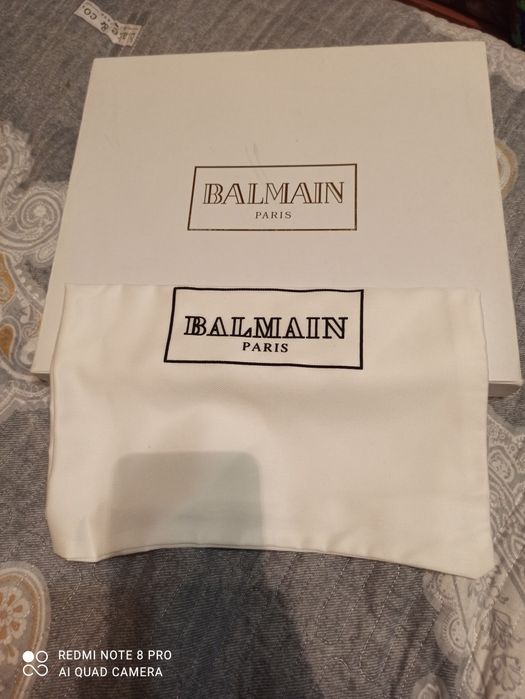 BALMAIN
PARIS
BALMAIN
PARIS
REDMI NOTE 8 PRO
AI QUAD CAMERA